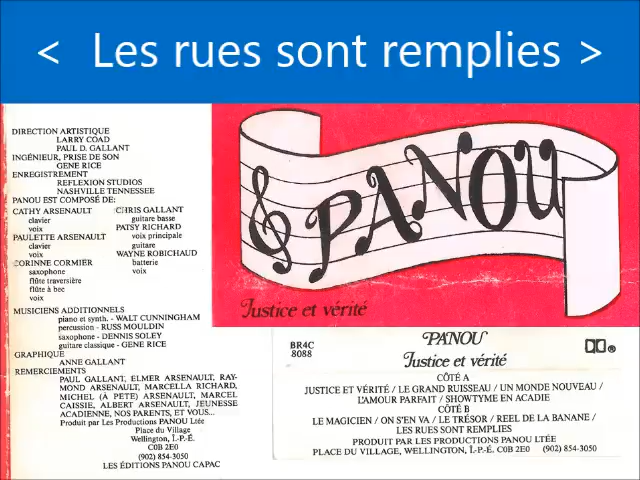 < Les rues sont remplies >
DIRECTION ARTISTIQUE
LARRY COAD
PAUL D. GALLANT
INGÉNIEUR, PRISE DE SON
GENE RICE
ENREGISTREMENT
REFLEXION STUDIOS
NASHVILLE TENNESSEE
PANOU EST COMPOSÉ DE:
CATHY ARSENAULT
clavier
voix
PAULETTE ARSENAULT
clavier
voix
CORINNE CORMIER
saxophone
flûte traversière
flûte à bec
voix
CHRIS GALLANT
guitare basse
PATSY RICHARD
voix principale
guitare
WAYNE ROBICHAUD
batterie
voix
MUSICIENS ADDITIONNELS
piano et synth. - WALT CUNNINGHAM
percussion - RUSS MOULDIN
saxophone - DENNIS SOLEY
guitare classique - GENE RICE
GRAPHIQUE
ANNE GALLANT
REMERCIEMENTS
PAUL GALLANT, ELMER ARSENAULT, RAY-
MOND ARSENAULT, MARCELLA RICHARD,
MICHEL (À PETE) ARSENAULT, MARCEL
CAISSIE, ALBERT ARSENAULT, JEUNESSE
ACADIENNE, NOS PARENTS, ET VOUS...
Produit par Les Productions PANOU Ltée
Place du Village
Wellington, Î.-P.-É.
C0B 2E0
(902) 854-3050
LES ÉDITIONS PANOU CAPAC
PANOU
Justice et vérité
BR4C
8088
PANOU
Justice et vérité
CÔTÉ A
JUSTICE ET VÉRITÉ / LE GRAND RUISSEAU / UN MONDE NOUVEAU /
L'AMOUR PARFAIT / SHOWTYME EN ACADIE
CÔTÉ B
LE MAGICIEN / ON S'EN VA / LE TRÉSOR / REEL DE LA BANANE /
LES RUES SONT REMPLIES
PRODUIT PAR LES PRODUCTIONS PANOU LTÉE
PLACE DU VILLAGE, WELLINGTON, Î.-P.-É. C0B 2E0 (902) 854-3050